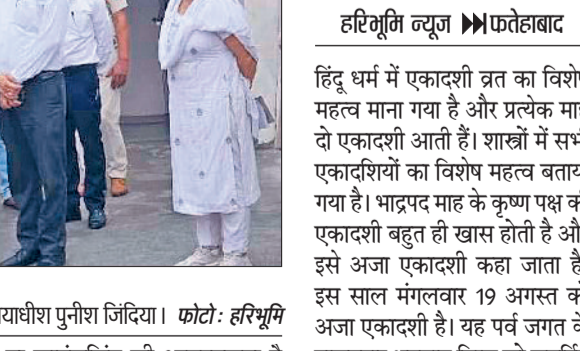 पुनीश जिंदिया। फोटो : हरिभूमि
हरिभूमि न्यूज ▶▶ फतेहाबाद
हिंदू धर्म में एकादशी व्रत का
महत्व माना गया है और प्रत्येक
दो एकादशी आती हैं। शास्त्रों में
एकादशियों का विशेष महत्व
गया है। भाद्रपद माह के कृष्ण पक्ष
एकादशी बहुत ही खास होती है
इसे अजा एकादशी कहा जाता है
इस साल मंगलवार 19 अगस्त
अजा एकादशी है। यह पर्व जगत